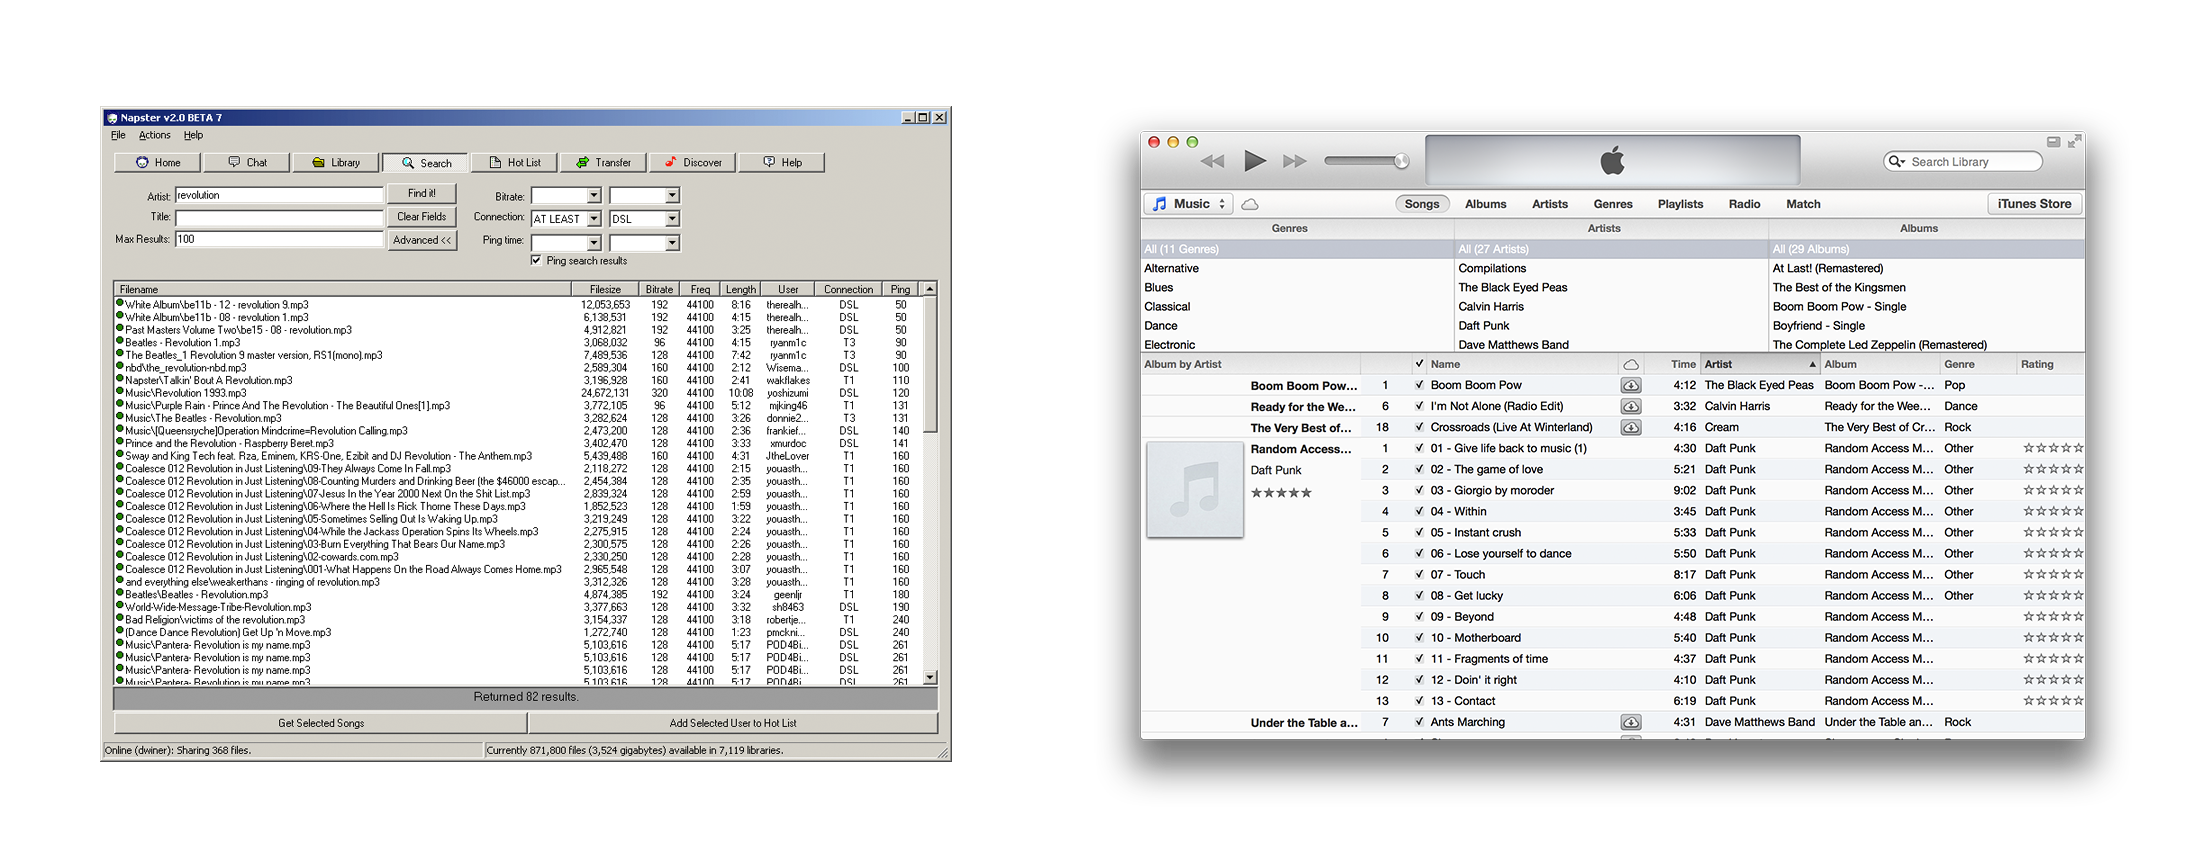 Napster v2.0 BETA 7
File Actions Help
Home Chat Library Search Hot List Transfer Discover Help
Artist: revolution Find it! Bitrate:
Title: Clear Fields Connection: AT LEAST DSL
Max Results: 100 Advanced << Ping time:
Ping search results
Filename Filesize Bitrate Freq Length User Connection Ping
White Album\be11b - 12 - revolution 9.mp3 12,053,653 192 44100 8:16 therealh... DSL 50
White Album\be11b - 08 - revolution 1.mp3 6,138,531 192 44100 4:15 therealh... DSL 50
Past Masters Volume Two\be15 - 08 - revolution.mp3 4,912,821 192 44100 3:25 therealh... DSL 50
Beatles - Revolution 1.mp3 3,068,032 96 44100 4:15 ryanm1c T3 90
The Beatles_1 Revolution 9 master version, RS1(mono).mp3 7,489,536 128 44100 7:42 ryanm1c T3 90
nbd\the_revolution-nbd.mp3 2,589,304 160 44100 2:12 Wisema... DSL 100
Napster\Talkin' Bout A Revolution.mp3 3,196,928 160 44100 2:41 wakflakes T1 110
Music\Revolution 1993.mp3 24,672,131 320 44100 10:08 yoshizumi DSL 120
Music\Purple Rain - Prince And The Revolution - The Beautiful Ones[1].mp3 3,772,105 96 44100 5:12 mjking46 T1 131
Music\The Beatles - Revolution.mp3 3,282,624 128 44100 3:26 donnie2... T3 131
Music\[Queensryche]Operation Mindcrime=Revolution Calling.mp3 2,473,200 128 44100 2:36 frankief... DSL 140
Prince and the Revolution - Raspberry Beret.mp3 3,402,470 128 44100 3:33 xmurdoc DSL 141
Sway and King Tech feat. Rza, Eminem, KRS-One, Ezibit and DJ Revolution - The Anthem.mp3 5,439,488 160 44100 4:31 JtheLover T1 160
Coalesce 012 Revolution in Just Listening\09-They Always Come In Fall.mp3 2,118,272 128 44100 2:15 youasth... T1 160
Coalesce 012 Revolution in Just Listening\08-Counting Murders and Drinking Beer (the $46000 escap... 2,454,384 128 44100 2:35 youasth... T1 160
Coalesce 012 Revolution in Just Listening\07-Jesus In the Year 2000 Next On the Shit List.mp3 2,839,324 128 44100 2:59 youasth... T1 160
Coalesce 012 Revolution in Just Listening\06-Where the Hell Is Rick Thorne These Days.mp3 1,852,523 128 44100 1:59 youasth... T1 160
Coalesce 012 Revolution in Just Listening\05-Sometimes Selling Out Is Waking Up.mp3 3,219,249 128 44100 3:22 youasth... T1 160
Coalesce 012 Revolution in Just Listening\04-While the Jackass Operation Spins Its Wheels.mp3 2,275,915 128 44100 2:24 youasth... T1 160
Coalesce 012 Revolution in Just Listening\03-Burn Everything That Bears Our Name.mp3 2,300,575 128 44100 2:26 youasth... T1 160
Coalesce 012 Revolution in Just Listening\02-cowards.com.mp3 2,330,250 128 44100 2:28 youasth... T1 160
Coalesce 012 Revolution in Just Listening\001-What Happens On the Road Always Comes Home.mp3 2,965,548 128 44100 3:07 youasth... T1 160
and everything else\weakerthans - ringing of revolution.mp3 3,312,326 128 44100 3:28 youasth... T1 160
Beatles\Beatles - Revolution.mp3 4,874,385 192 44100 3:24 geenljr T1 180
World-Wide-Message-Tribe-Revolution.mp3 3,377,663 128 44100 3:32 sh8463 DSL 190
Bad Religion\victims of the revolution.mp3 3,154,337 128 44100 3:18 robertje... T1 240
(Dance Dance Revolution) Get Up 'n Move.mp3 1,272,740 128 44100 1:23 pmckni... DSL 240
Music\Pantera- Revolution is my name.mp3 5,103,616 128 44100 5:17 POD4Bi... DSL 261
Music\Pantera- Revolution is my name.mp3 5,103,616 128 44100 5:17 POD4Bi... DSL 261
Music\Pantera- Revolution is my name.mp3 5,103,616 128 44100 5:17 POD4Bi... DSL 261
Music\Pantera- Revolution is my name.mp3 5,103,616 128 44100 5:17 POD4Bi... DSL 261
Returned 82 results.
Get Selected Songs Add Selected User to Hot List
Online (dwiner): Sharing 368 files. Currently 871,800 files (3,524 gigabytes) available in 7,119 libraries.
Search Library
Music Songs Albums Artists Genres Playlists Radio Match iTunes Store
Genres Artists Albums
All (11 Genres) All (27 Artists) All (29 Albums)
Alternative Compilations At Last! (Remastered)
Blues The Black Eyed Peas The Best of the Kingsmen
Classical Calvin Harris Boom Boom Pow - Single
Dance Daft Punk Boyfriend - Single
Electronic Dave Matthews Band The Complete Led Zeppelin (Remastered)
Album by Artist Name Time Artist Album Genre Rating
Boom Boom Pow... 1 Boom Boom Pow 4:12 The Black Eyed Peas Boom Boom Pow -... Pop
Ready for the We... 6 I'm Not Alone (Radio Edit) 3:32 Calvin Harris Ready for the Wee... Dance
The Very Best of... 18 Crossroads (Live At Winterland) 4:16 Cream The Very Best of Cr... Rock
Random Access... 1 01 - Give life back to music (1) 4:30 Daft Punk Random Access M... Other
Daft Punk 2 02 - The game of love 5:21 Daft Punk Random Access M... Other
3 03 - Giorgio by moroder 9:02 Daft Punk Random Access M... Other
4 04 - Within 3:45 Daft Punk Random Access M... Other
5 05 - Instant crush 5:33 Daft Punk Random Access M... Other
6 06 - Lose yourself to dance 5:50 Daft Punk Random Access M... Other
7 07 - Touch 8:17 Daft Punk Random Access M... Other
8 08 - Get lucky 6:06 Daft Punk Random Access M... Other
9 09 - Beyond 4:48 Daft Punk Random Access M...
10 10 - Motherboard 5:40 Daft Punk Random Access M...
11 11 - Fragments of time 4:37 Daft Punk Random Access M...
12 12 - Doin' it right 4:10 Daft Punk Random Access M...
13 13 - Contact 6:19 Daft Punk Random Access M...
Under the Table a... 7 Ants Marching 4:31 Dave Matthews Band Under the Table an... Rock